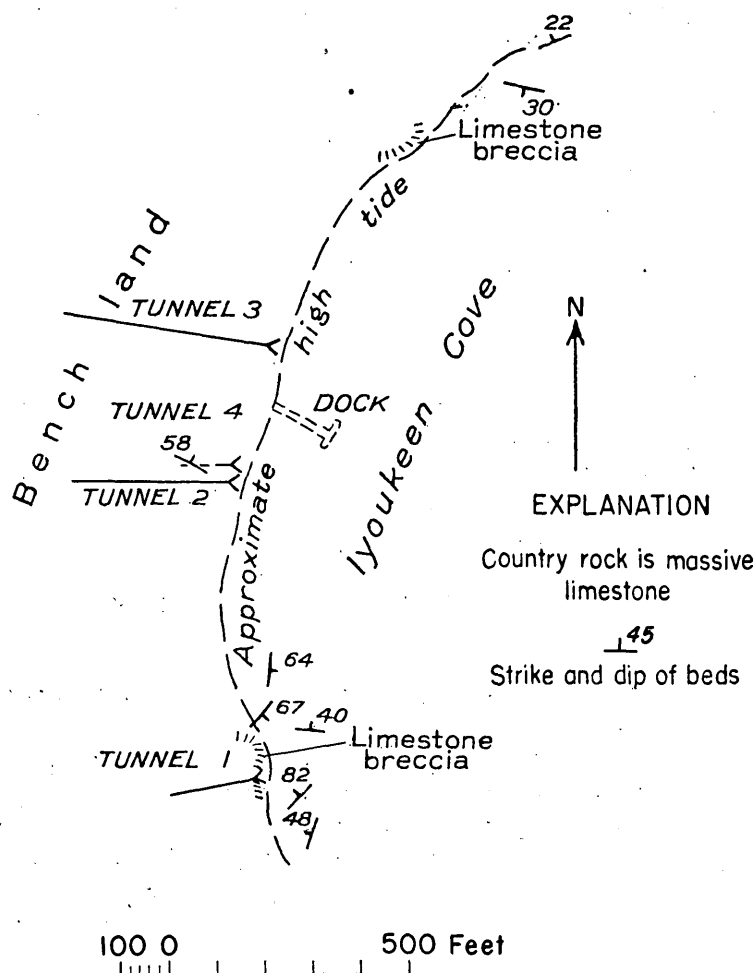 22
30
Limestone
breccia
tide
land
TUNNEL 3
high
N
Iyoukeen Cove
Bench
TUNNEL 4
DOCK
58
TUNNEL 2
Approximate
EXPLANATION
Country rock is massive
limestone
45
Strike and dip of beds
64
67
40
TUNNEL 1
Limestone
breccia
82
48
100 0 500 Feet